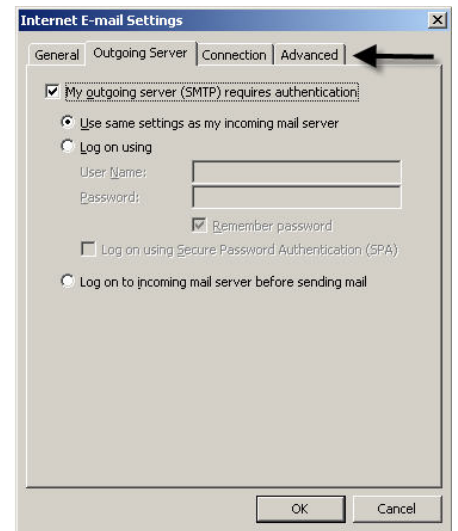 Internet E-mail Settings
General Outgoing Server Connection Advanced
My outgoing server (SMTP) requires authentication
Use same settings as my incoming mail server
Log on using
User Name:
Password:
Remember password
Log on using Secure Password Authentication (SPA)
Log on to incoming mail server before sending mail
OK Cancel